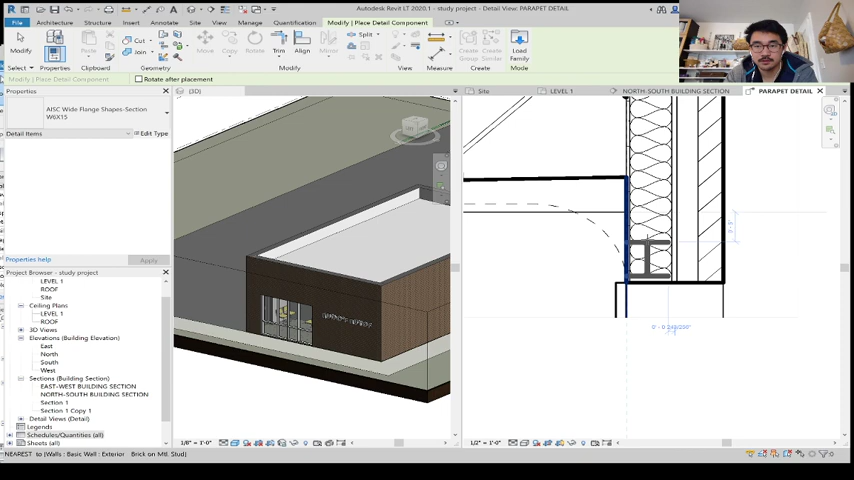 Autodesk Revit LT 2020.1 - study project - Detail View: PARAPET DETAIL
File Architecture Structure Insert Annotate Site View Manage Quantification Modify | Place Detail Component
Modify Paste Cut Join Trim Align Mirror Split Measure Load Family
Select Properties Clipboard Geometry Modify View Measure Mode
Modify | Place Detail Component Rotate after placement
Properties
AISC Wide Flange Shapes-Section
W6X15
Detail Items Edit Type
Properties help Apply
Project Browser - study project
LEVEL 1
ROOF
Site
Ceiling Plans
LEVEL 1
ROOF
3D Views
Elevations (Building Elevation)
East
North
South
West
Sections (Building Section)
EAST-WEST BUILDING SECTION
NORTH-SOUTH BUILDING SECTION
Section 1
Section 1 Copy 1
Detail Views (Detail)
Legends
Schedules/Quantities (all)
Sheets (all)
{3D} Site LEVEL 1 NORTH-SOUTH BUILDING SECTION PARAPET DETAIL
1/8" = 1'-0" 1/2" = 1'-0"
NEAREST to (Walls : Basic Wall : Exterior Brick on Mtl. Stud)